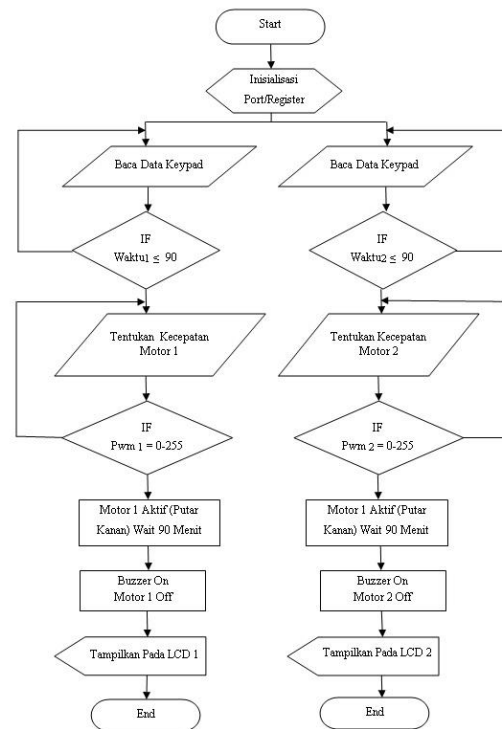 Start
Inisialisasi
Port/Register
Baca Data Keypad
IF
Waktu1 ≤ 90
Tentukan Kecepatan
Motor 1
IF
Pwm 1 = 0-255
Motor 1 Aktif (Putar
Kanan) Wait 90 Menit
Buzzer On
Motor 1 Off
Tampilkan Pada LCD 1
End
Baca Data Keypad
IF
Waktu2 ≤ 90
Tentukan Kecepatan
Motor 2
IF
Pwm 2 = 0-255
Motor 1 Aktif (Putar
Kanan) Wait 90 Menit
Buzzer On
Motor 2 Off
Tampilkan Pada LCD 2
End